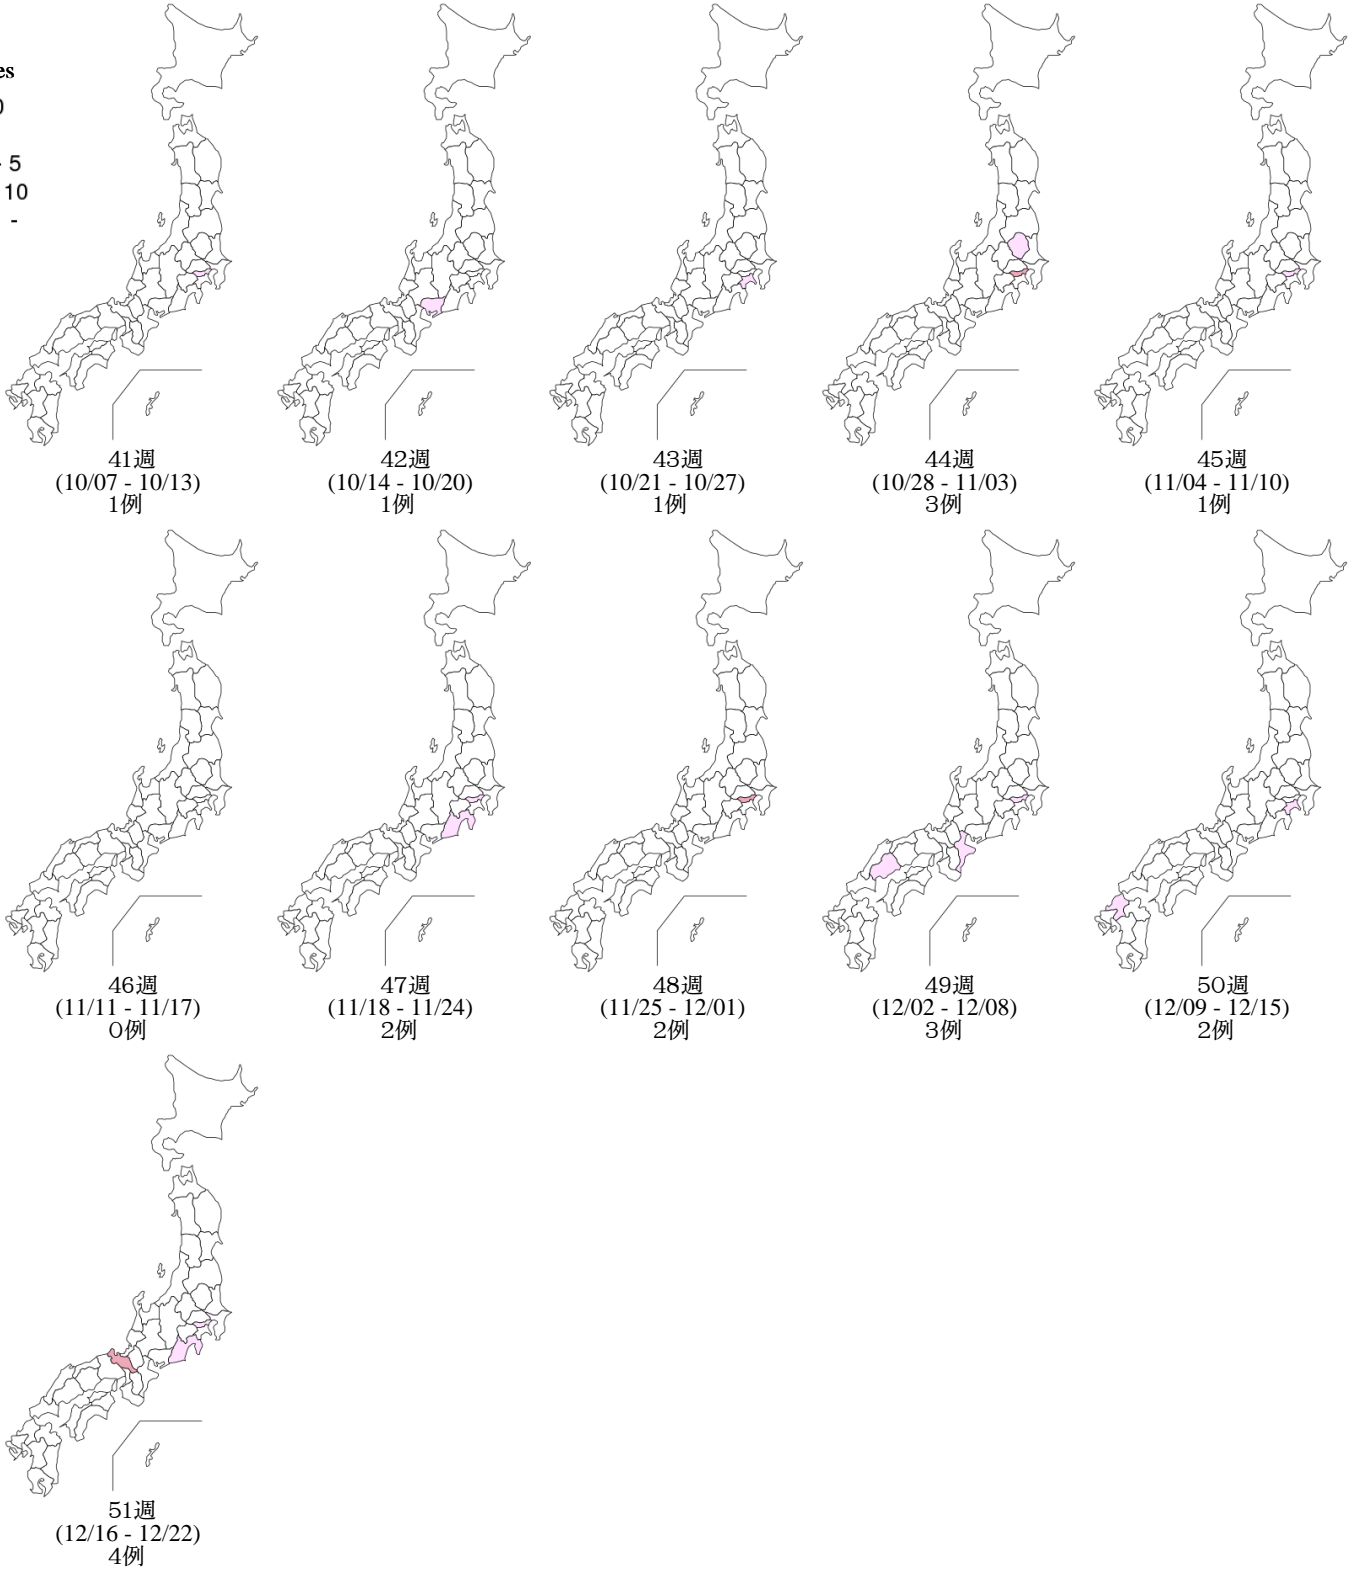 es
0
- 5
10
-
41週
(10/07 - 10/13)
1例
42週
(10/14 - 10/20)
1例
43週
(10/21 - 10/27)
1例
44週
(10/28 - 11/03)
3例
45週
(11/04 - 11/10)
1例
46週
(11/11 - 11/17)
0例
47週
(11/18 - 11/24)
2例
48週
(11/25 - 12/01)
2例
49週
(12/02 - 12/08)
3例
50週
(12/09 - 12/15)
2例
51週
(12/16 - 12/22)
4例